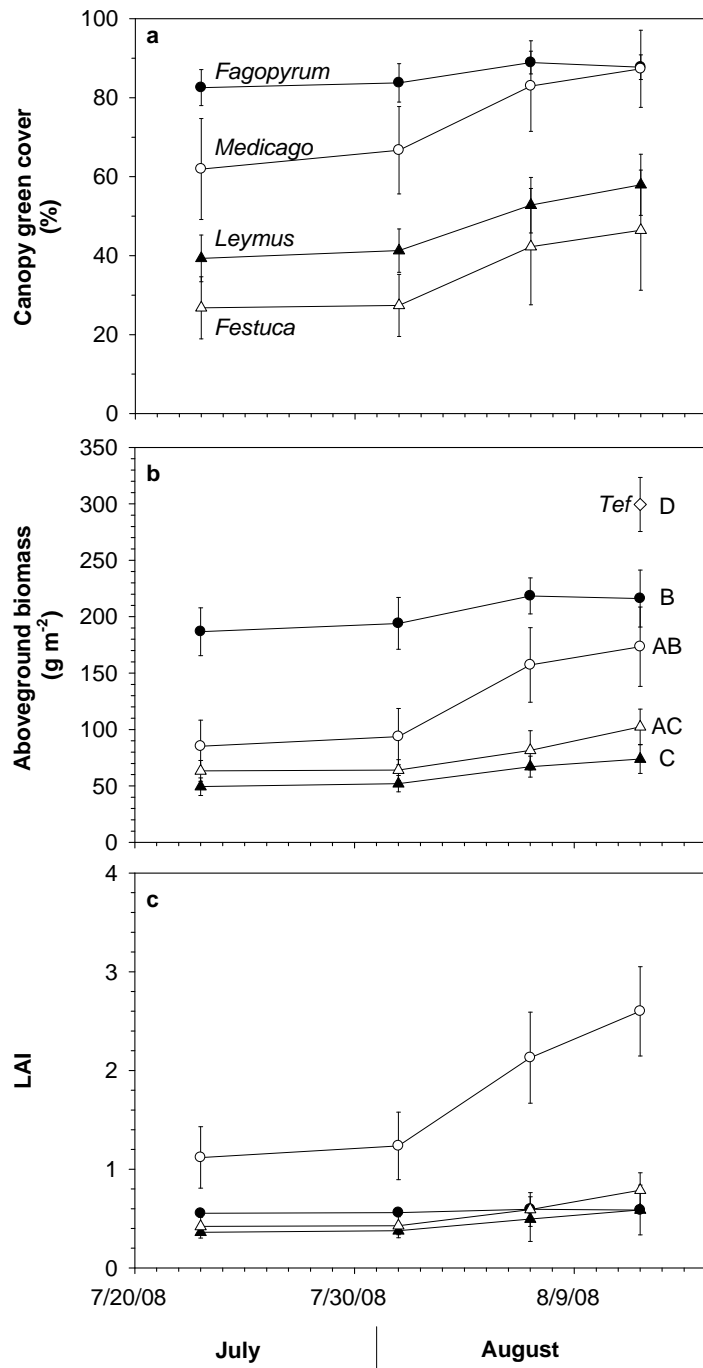 a
100
80
60
40
20
0
Canopy green cover
(%)
Fagopyrum
Medicago
Leymus
Festuca
b
350
300
250
200
150
100
50
0
Aboveground biomass
(g m⁻²)
Tef D
B
AB
AC
C
c
4
3
2
1
0
LAI
7/20/08 7/30/08 8/9/08
July August